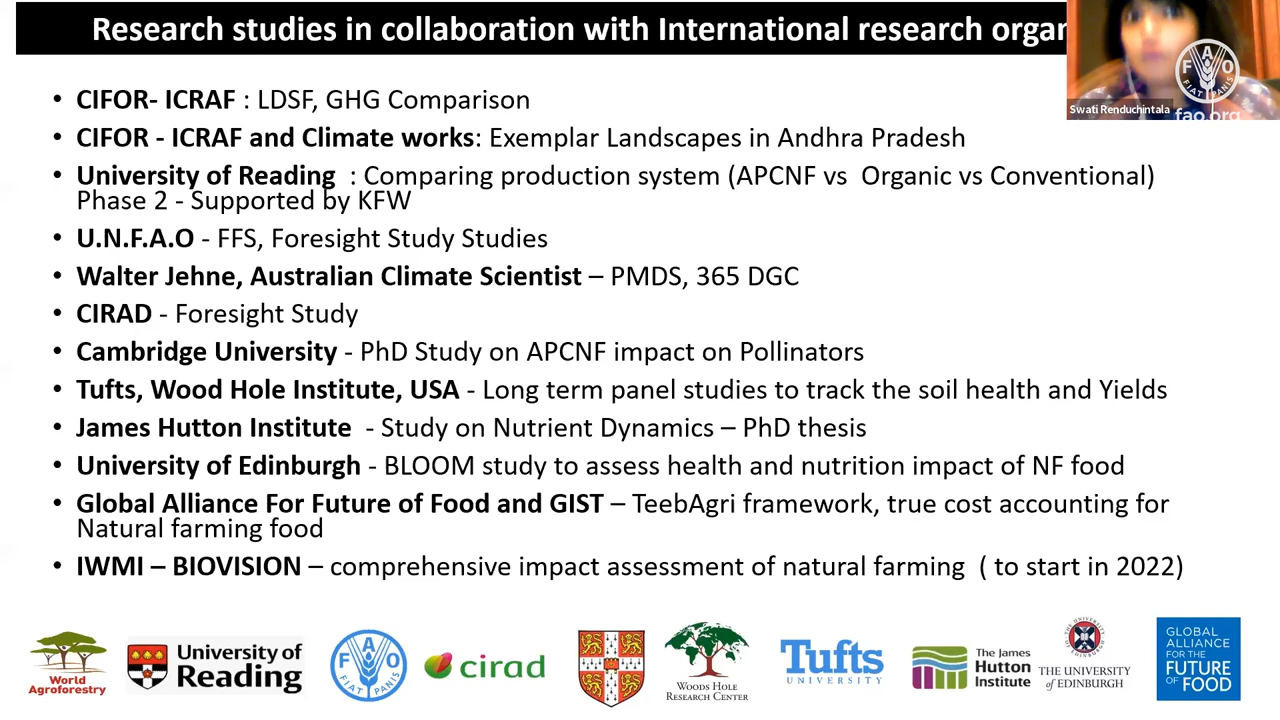 Research studies in collaboration with International research organ
Swati Renduchintala
F A O
FIAT PANIS
fao.org
• CIFOR- ICRAF : LDSF, GHG Comparison
• CIFOR - ICRAF and Climate works: Exemplar Landscapes in Andhra Pradesh
• University of Reading : Comparing production system (APCNF vs Organic vs Conventional)
Phase 2 - Supported by KFW
• U.N.F.A.O - FFS, Foresight Study Studies
• Walter Jehne, Australian Climate Scientist – PMDS, 365 DGC
• CIRAD - Foresight Study
• Cambridge University - PhD Study on APCNF impact on Pollinators
• Tufts, Wood Hole Institute, USA - Long term panel studies to track the soil health and Yields
• James Hutton Institute - Study on Nutrient Dynamics – PhD thesis
• University of Edinburgh - BLOOM study to assess health and nutrition impact of NF food
• Global Alliance For Future of Food and GIST – TeebAgri framework, true cost accounting for
Natural farming food
• IWMI – BIOVISION – comprehensive impact assessment of natural farming ( to start in 2022)
World
Agroforestry
University of
Reading
F A O
FIAT PANIS
cirad
WOODS HOLE
RESEARCH CENTER
Tufts
UNIVERSITY
The James
Hutton
Institute
THE UNIVERSITY
of EDINBURGH
GLOBAL
ALLIANCE
FOR THE
FUTURE
OF FOOD